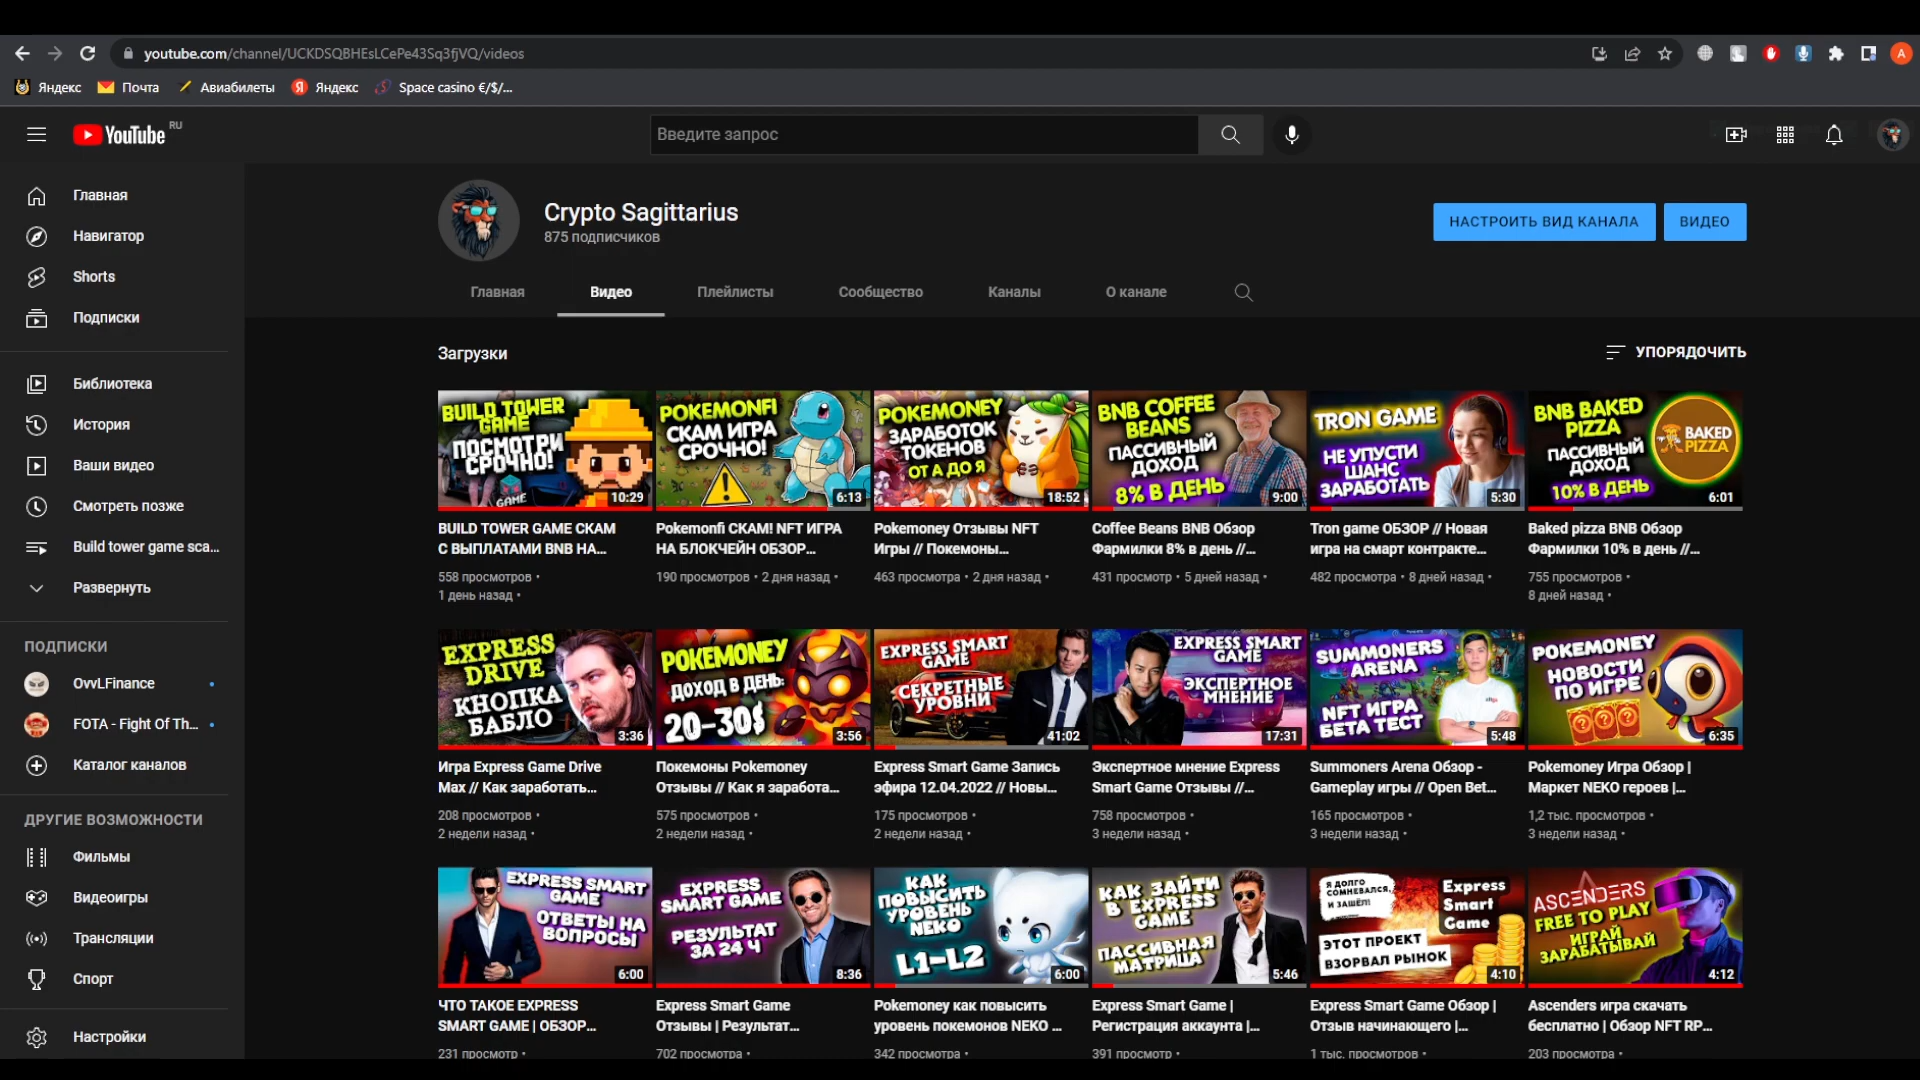 youtube.com/channel/UCKDSQBHEsLCePe43Sq3fjVQ/videos
A
Яндекс
Почта
Авиабилеты
Яндекс
Space casino €/$/...
YouTube RU
Введите запрос
Главная
Навигатор
Shorts
Подписки
Библиотека
История
Ваши видео
Смотреть позже
Build tower game sca...
Развернуть
ПОДПИСКИ
OvvLFinance
FOTA - Fight Of Th...
Каталог каналов
ДРУГИЕ ВОЗМОЖНОСТИ
Фильмы
Видеоигры
Трансляции
Спорт
Настройки
Crypto Sagittarius
875 подписчиков
НАСТРОИТЬ ВИД КАНАЛА
ВИДЕО
Главная
Видео
Плейлисты
Сообщество
Каналы
О канале
Загрузки
УПОРЯДОЧИТЬ
BUILD TOWER
GAME
ПОСМОТРИ
СРОЧНО!
GAME
10:29
BUILD TOWER GAME СКАМ
С ВЫПЛАТАМИ BNB НА...
558 просмотров •
1 день назад •
POKEMONFI
СКАМ ИГРА
СРОЧНО!
6:13
Pokemonfi СКАМ! NFT ИГРА
НА БЛОКЧЕЙН ОБЗОР...
190 просмотров • 2 дня назад •
POKEMONEY
ЗАРАБОТОК
ТОКЕНОВ
ОТ А ДО Я
18:52
Pokemoney Отзывы NFT
Игры // Покемоны...
463 просмотра • 2 дня назад •
BNB COFFEE
BEANS
ПАССИВНЫЙ
ДОХОД
8% В ДЕНЬ
9:00
Coffee Beans BNB Обзор
Фармилки 8% в день //...
431 просмотр • 5 дней назад •
TRON GAME
НЕ УПУСТИ
ШАНС
ЗАРАБОТАТЬ
5:30
Tron game ОБЗОР // Новая
игра на смарт контракте...
482 просмотра • 8 дней назад •
BNB BAKED
PIZZA
ПАССИВНЫЙ
ДОХОД
10% В ДЕНЬ
BAKED
PIZZA
6:01
Baked pizza BNB Обзор
Фармилки 10% в день //...
755 просмотров •
8 дней назад •
EXPRESS
DRIVE
КНОПКА
БАБЛО
3:36
Игра Express Game Drive
Max // Как заработать...
208 просмотров •
2 недели назад •
POKEMONEY
ДОХОД В ДЕНЬ:
20-30$
3:56
Покемоны Pokemoney
Отзывы // Как я заработа...
575 просмотров •
2 недели назад •
EXPRESS SMART
GAME
СЕКРЕТНЫЕ
УРОВНИ
41:02
Express Smart Game Запись
эфира 12.04.2022 // Новы...
175 просмотров •
2 недели назад •
EXPRESS SMART
GAME
ЭКСПЕРТНОЕ
МНЕНИЕ
17:31
Экспертное мнение Express
Smart Game Отзывы //...
758 просмотров •
3 недели назад •
SUMMONERS
ARENA
NFT ИГРА
БЕТА ТЕСТ
5:48
Summoners Arena Обзор -
Gameplay игры // Open Bet...
165 просмотров •
3 недели назад •
POKEMONEY
НОВОСТИ
ПО ИГРЕ
? ? ?
6:35
Pokemoney Игра Обзор |
Маркет NEKO героев |...
1,2 тыс. просмотров •
3 недели назад •
EXPRESS SMART
GAME
ОТВЕТЫ НА
ВОПРОСЫ
6:00
ЧТО ТАКОЕ EXPRESS
SMART GAME | ОБЗОР...
231 просмотр •
EXPRESS
SMART GAME
РЕЗУЛЬТАТ
ЗА 24 Ч
8:36
Express Smart Game
Отзывы | Результат...
702 просмотра •
КАК
ПОВЫСИТЬ
УРОВЕНЬ
NEKO
L1-L2
6:00
Pokemoney как повысить
уровень покемонов NEKO ...
342 просмотра •
КАК ЗАЙТИ
В EXPRESS
GAME
ПАССИВНАЯ
МАТРИЦА
5:46
Express Smart Game |
Регистрация аккаунта |...
391 просмотр •
Я ДОЛГО
СОМНЕВАЛСЯ,
И ЗАШЁЛ!
Express
Smart
Game
ЭТОТ ПРОЕКТ
ВЗОРВАЛ РЫНОК
4:10
Express Smart Game Обзор |
Отзыв начинающего |...
1 тыс. просмотров •
ASCENDERS
FREE TO PLAY
ИГРАЙ
ЗАРАБАТЫВАЙ
4:12
Ascenders игра скачать
бесплатно | Обзор NFT RP...
203 просмотра •